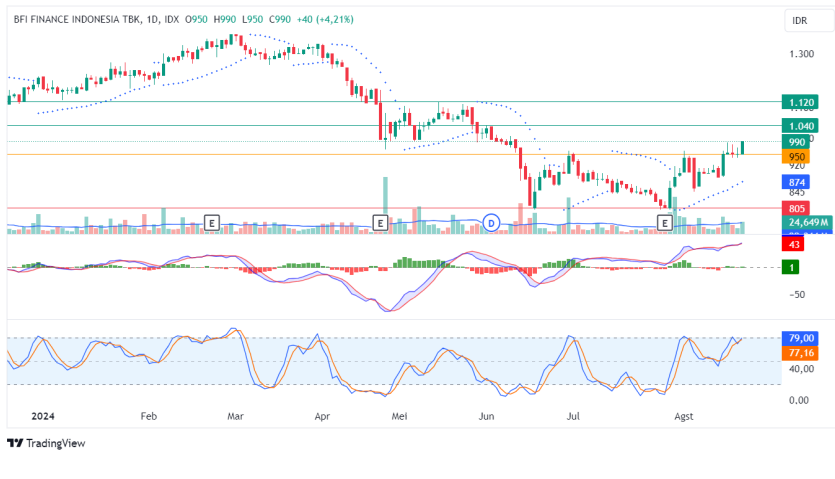 BFI FINANCE INDONESIA TBK, 1D, IDX O950 H990 L950 C990 +40 (+4,21%)
IDR
1.300
1.120
1.040
990
950
920
874
845
805
24,649M
43
1
−50
79,00
77,16
40,00
0.00
E
E
D
E
2024 Feb Mar Apr Mei Jun Jul Agst
TradingView